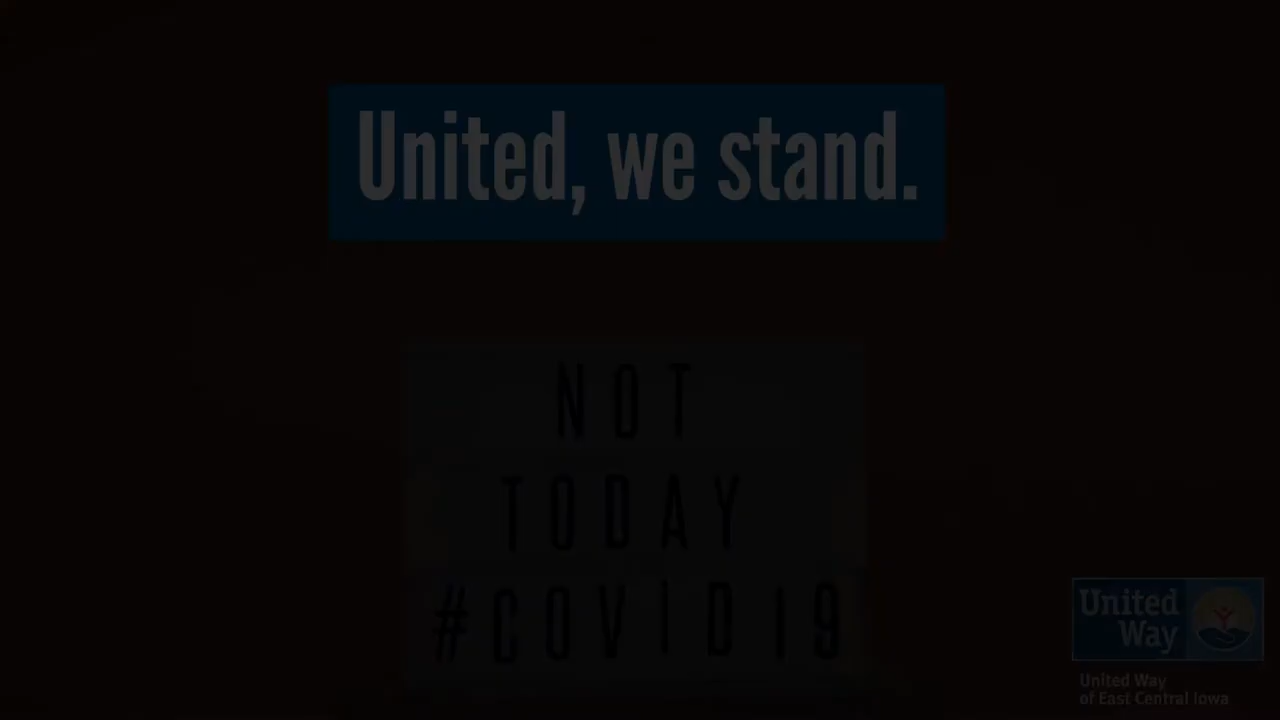 United, we stand.
NOT
TODAY
#COVID19
United
Way
United Way
of East Central Iowa